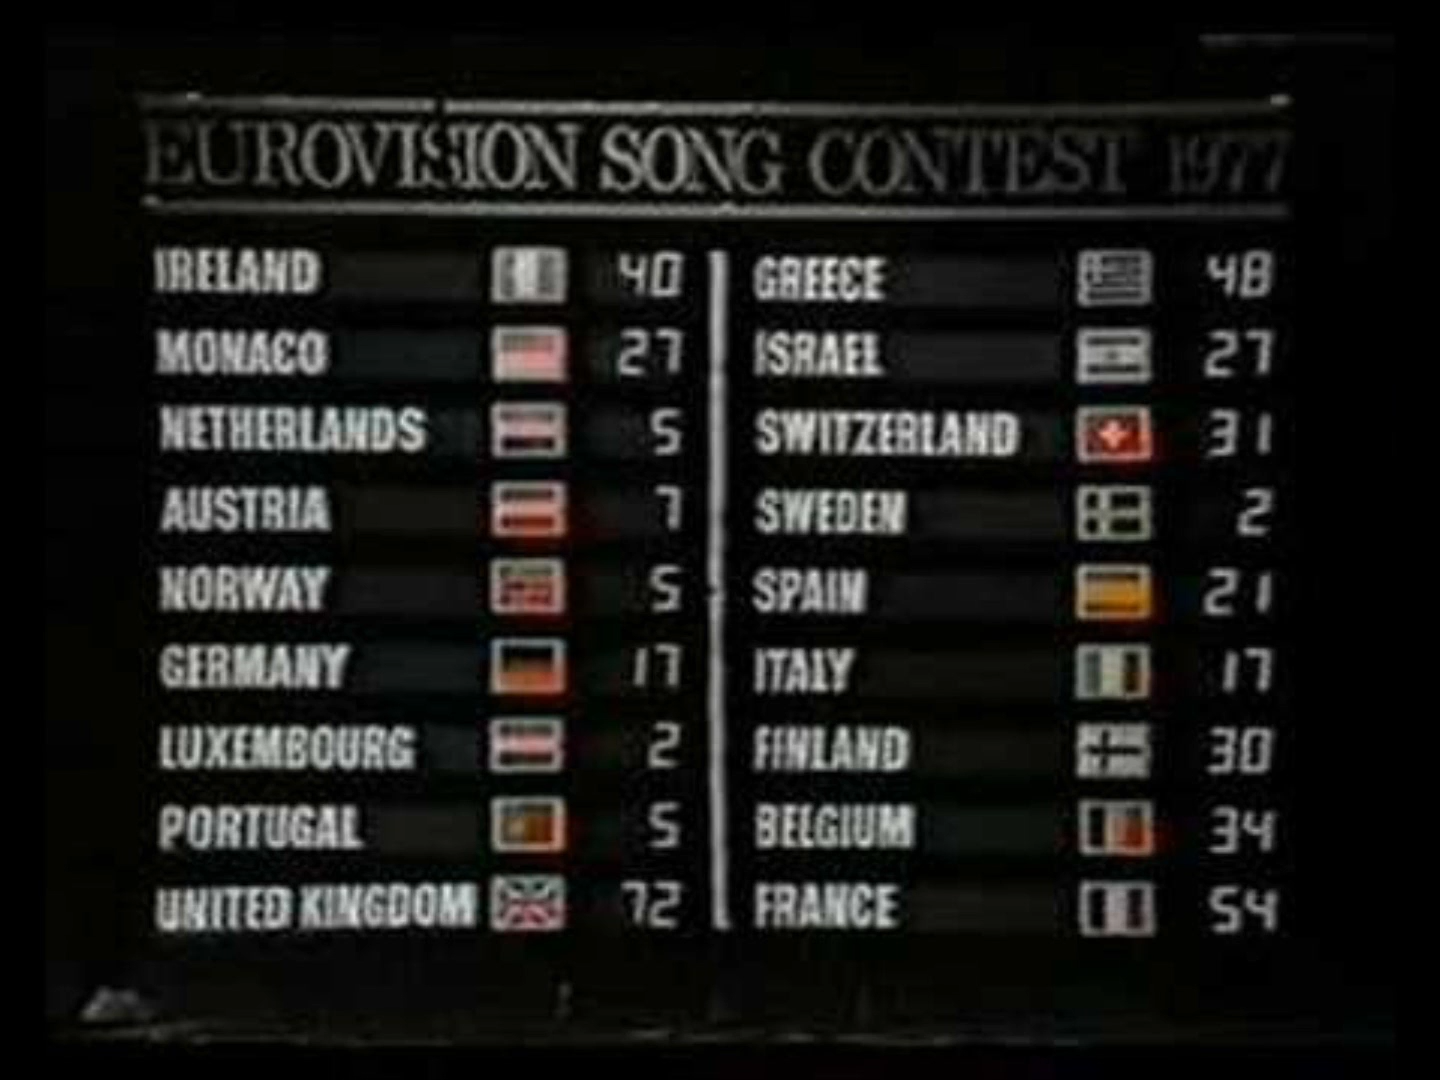 EUROVISION SONG CONTEST 1977
IRELAND 40
MONACO 27
NETHERLANDS 5
AUSTRIA 7
NORWAY 5
GERMANY 17
LUXEMBOURG 2
PORTUGAL 5
UNITED KINGDOM 72
GREECE 48
ISRAEL 27
SWITZERLAND 31
SWEDEN 2
SPAIN 21
ITALY 17
FINLAND 30
BELGIUM 34
FRANCE 54